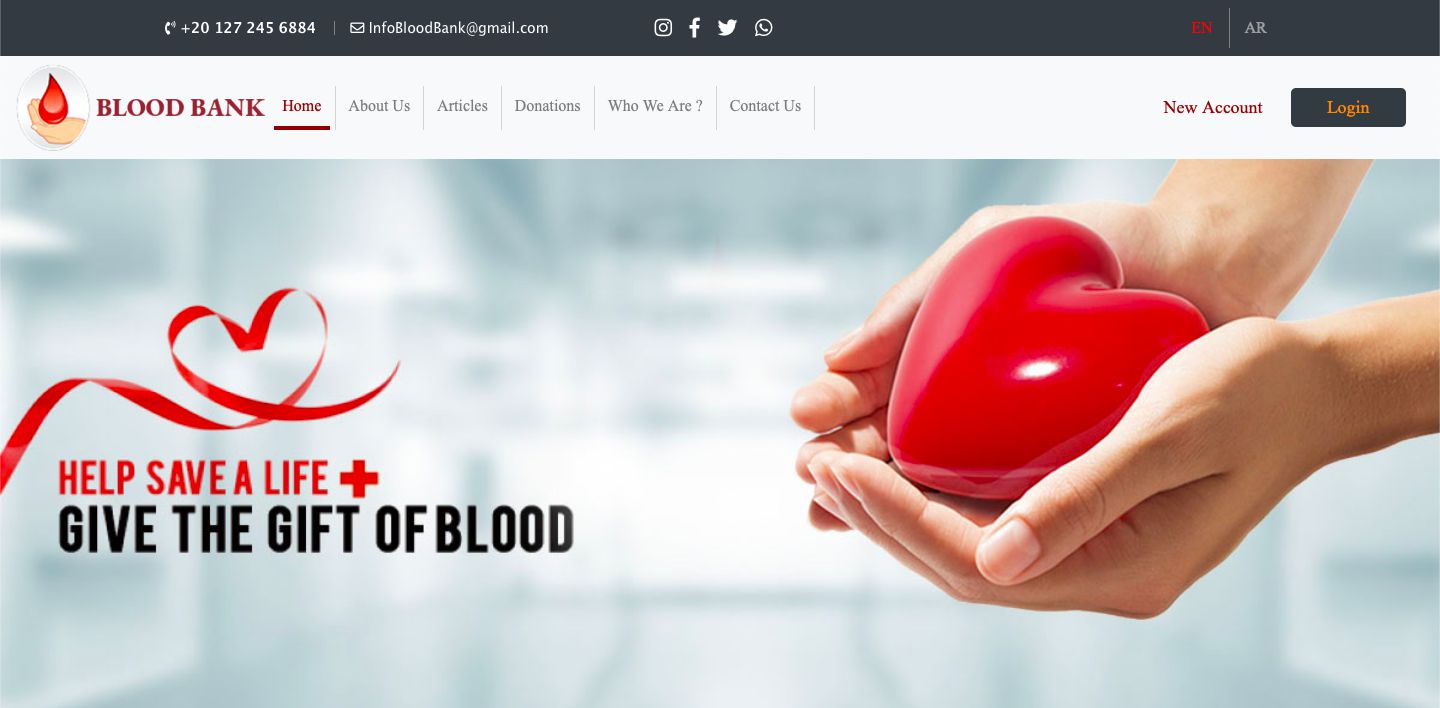 +20 127 245 6884
InfoBloodBank@gmail.com
EN
AR
BLOOD BANK
Home
About Us
Articles
Donations
Who We Are ?
Contact Us
New Account
Login
HELP SAVE A LIFE
GIVE THE GIFT OF BLOOD